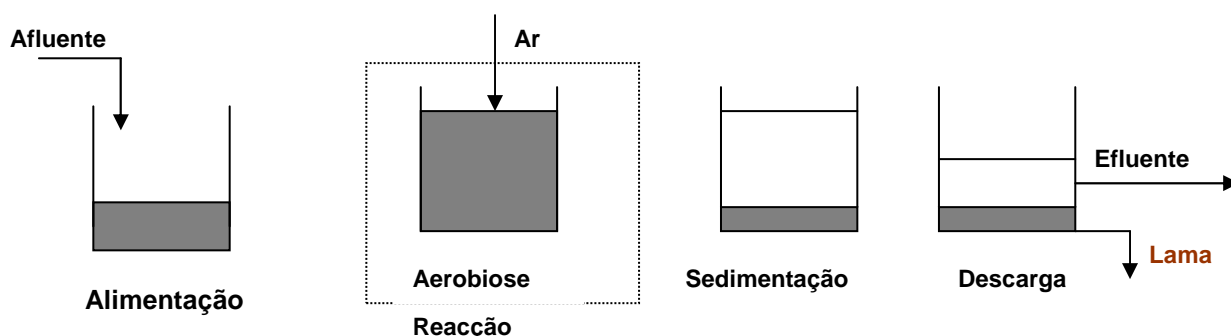 Afluente
Ar
Efluente
Lama
Alimentação
Aerobiose
Sedimentação
Descarga
Reacção